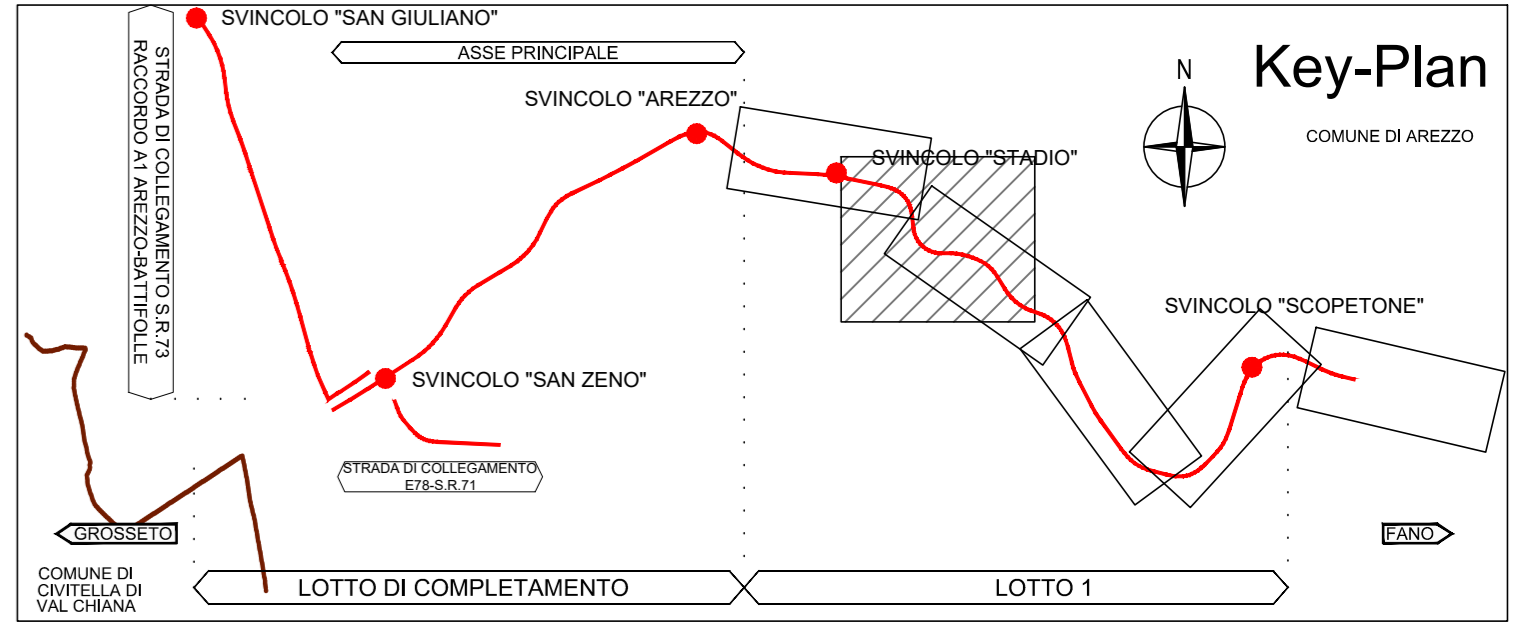 SVINCOLO "SAN GIULIANO"
STRADA DI COLLEGAMENTO S.R.73
RACCORDO A1 AREZZO-BATTIFOLLE
ASSE PRINCIPALE
SVINCOLO "AREZZO"
N
Key-Plan
COMUNE DI AREZZO
SVINCOLO "STADIO"
SVINCOLO "SCOPETONE"
SVINCOLO "SAN ZENO"
STRADA DI COLLEGAMENTO
E78-S.R.71
GROSSETO
FANO
COMUNE DI
CIVITELLA DI
VAL CHIANA
LOTTO DI COMPLETAMENTO
LOTTO 1